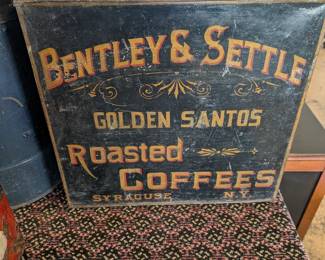 BENTLEY & SETTLE
GOLDEN SANTOS
Roasted
COFFEES
SYRACUSE N.Y.